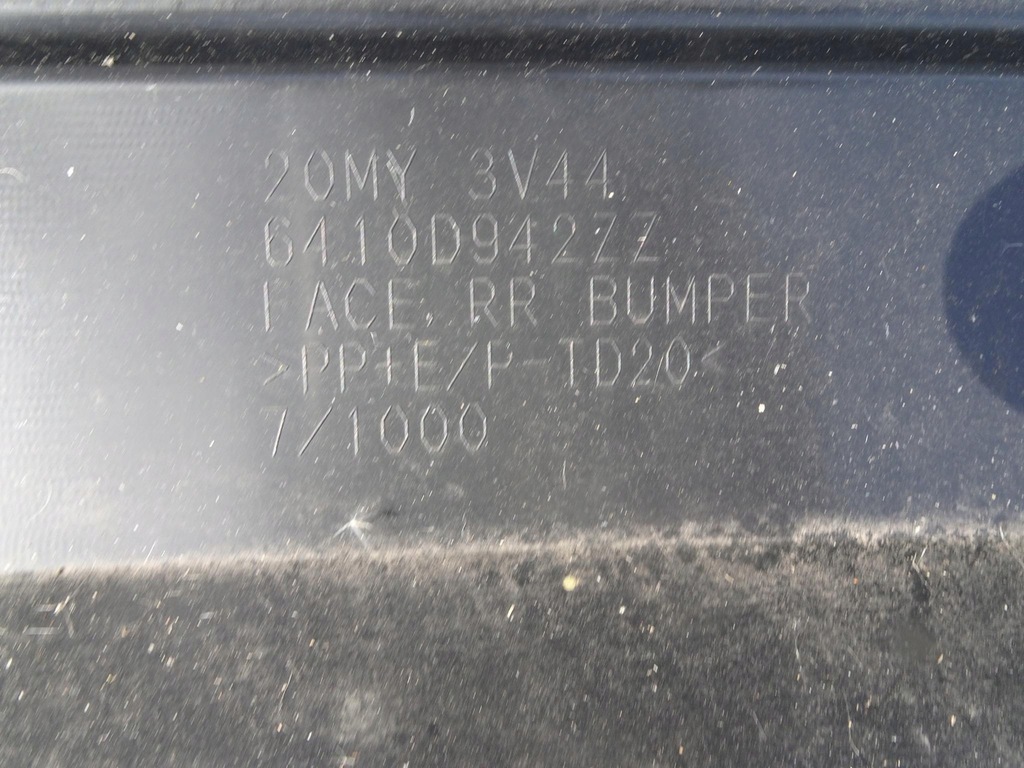 20MY 3V44
6410D942ZZ
FACE, RR BUMPER
>PP+E/P-TD20<
7/1000